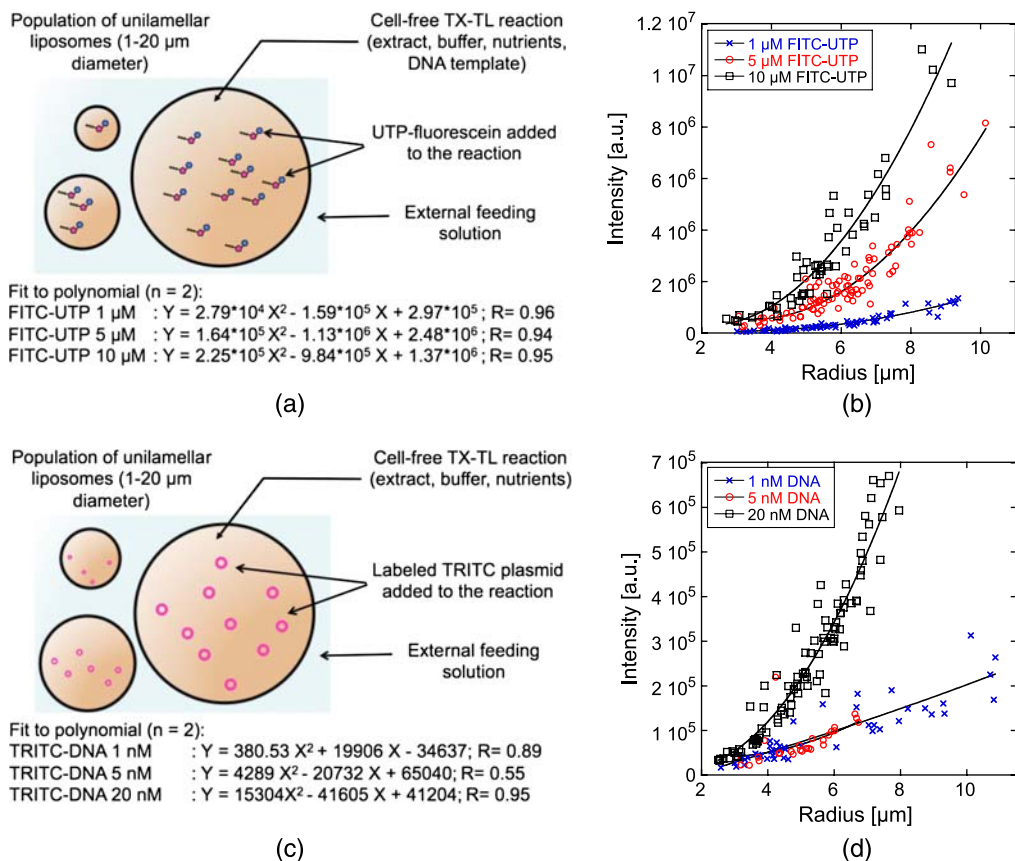 Population of unilamellar
liposomes (1-20 µm
diameter)
Cell-free TX-TL reaction
(extract, buffer, nutrients,
DNA template)
UTP-fluorescein added
to the reaction
External feeding
solution
Fit to polynomial (n = 2):
FITC-UTP 1 µM : Y = 2.79*10⁴ X² - 1.59*10⁵ X + 2.97*10⁵ ; R= 0.96
FITC-UTP 5 µM : Y = 1.64*10⁵ X² - 1.13*10⁶ X + 2.48*10⁶ ; R= 0.94
FITC-UTP 10 µM : Y = 2.25*10⁵ X² - 9.84*10⁵ X + 1.37*10⁶ ; R= 0.95
(a)
1.2 10⁷
1 10⁷
8 10⁶
6 10⁶
4 10⁶
2 10⁶
0
Intensity [a.u.]
1 µM FITC-UTP
5 µM FITC-UTP
10 µM FITC-UTP
2 4 6 8 10
Radius [µm]
(b)
Population of unilamellar
liposomes (1-20 µm
diameter)
Cell-free TX-TL reaction
(extract, buffer, nutrients)
Labeled TRITC plasmid
added to the reaction
External feeding
solution
Fit to polynomial (n = 2):
TRITC-DNA 1 nM : Y = 380.53 X² + 19906 X - 34637; R= 0.89
TRITC-DNA 5 nM : Y = 4289 X² - 20732 X + 65040; R= 0.55
TRITC-DNA 20 nM : Y = 15304X² - 41605 X + 41204; R= 0.95
(c)
7 10⁵
6 10⁵
5 10⁵
4 10⁵
3 10⁵
2 10⁵
1 10⁵
0
Intensity [a.u.]
1 nM DNA
5 nM DNA
20 nM DNA
2 4 6 8 10
Radius [µm]
(d)